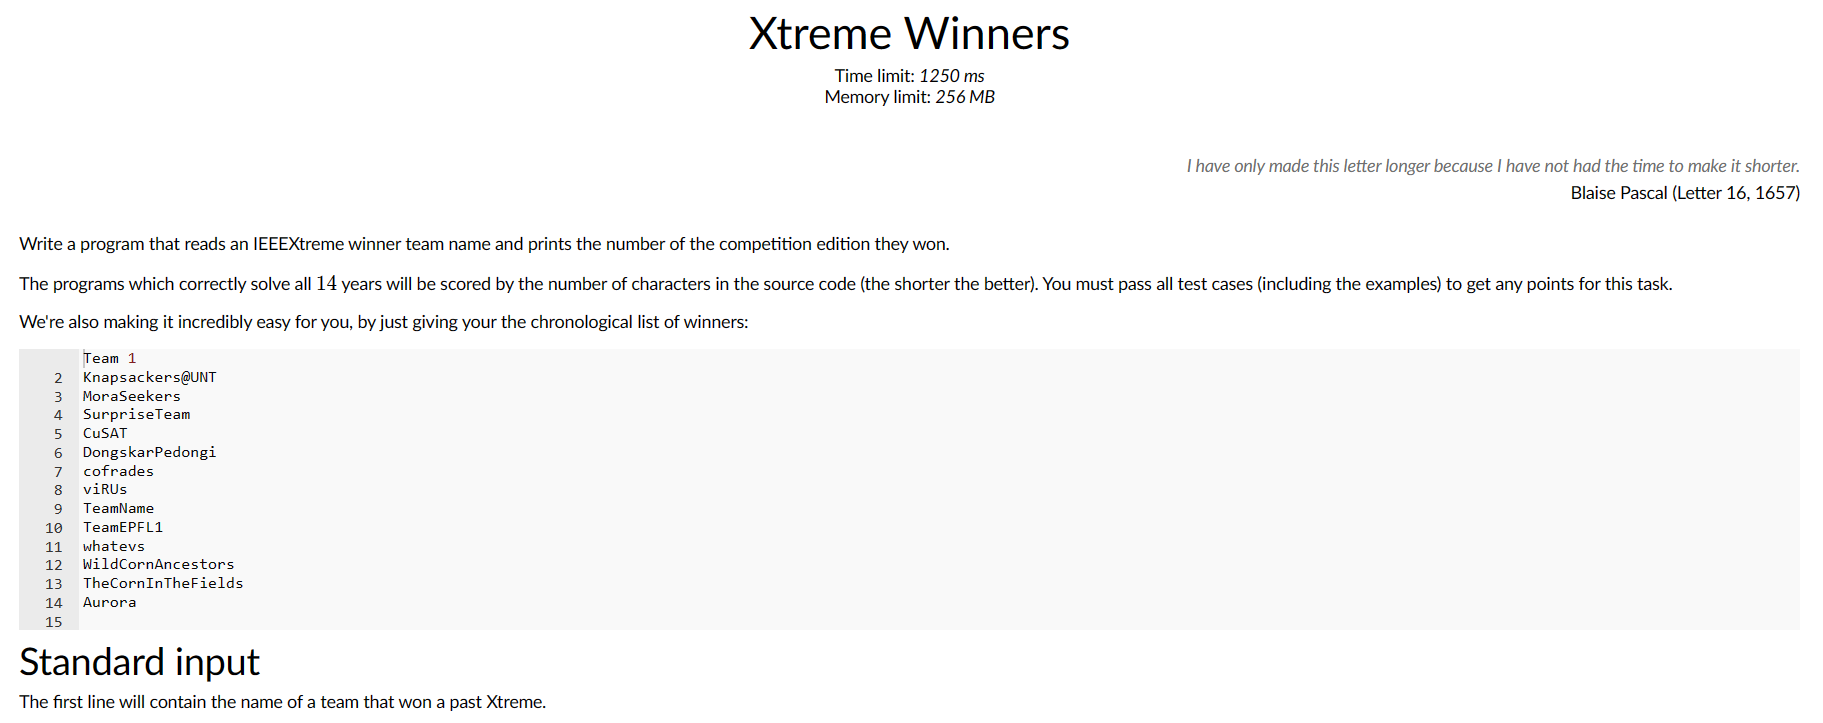 Xtreme Winners
Time limit: 1250 ms
Memory limit: 256 MB
I have only made this letter longer because I have not had the time to make it shorter.
Blaise Pascal (Letter 16, 1657)
Write a program that reads an IEEEXtreme winner team name and prints the number of the competition edition they won.
The programs which correctly solve all 14 years will be scored by the number of characters in the source code (the shorter the better). You must pass all test cases (including the examples) to get any points for this task.
We're also making it incredibly easy for you, by just giving your the chronological list of winners:
Team 1
2 Knapsackers@UNT
3 MoraSeekers
4 SurpriseTeam
5 CuSAT
6 DongskarPedongi
7 cofrades
8 viRUs
9 TeamName
10 TeamEPFL1
11 whatevs
12 WildCornAncestors
13 TheCornInTheFields
14 Aurora
15
Standard input
The first line will contain the name of a team that won a past Xtreme.